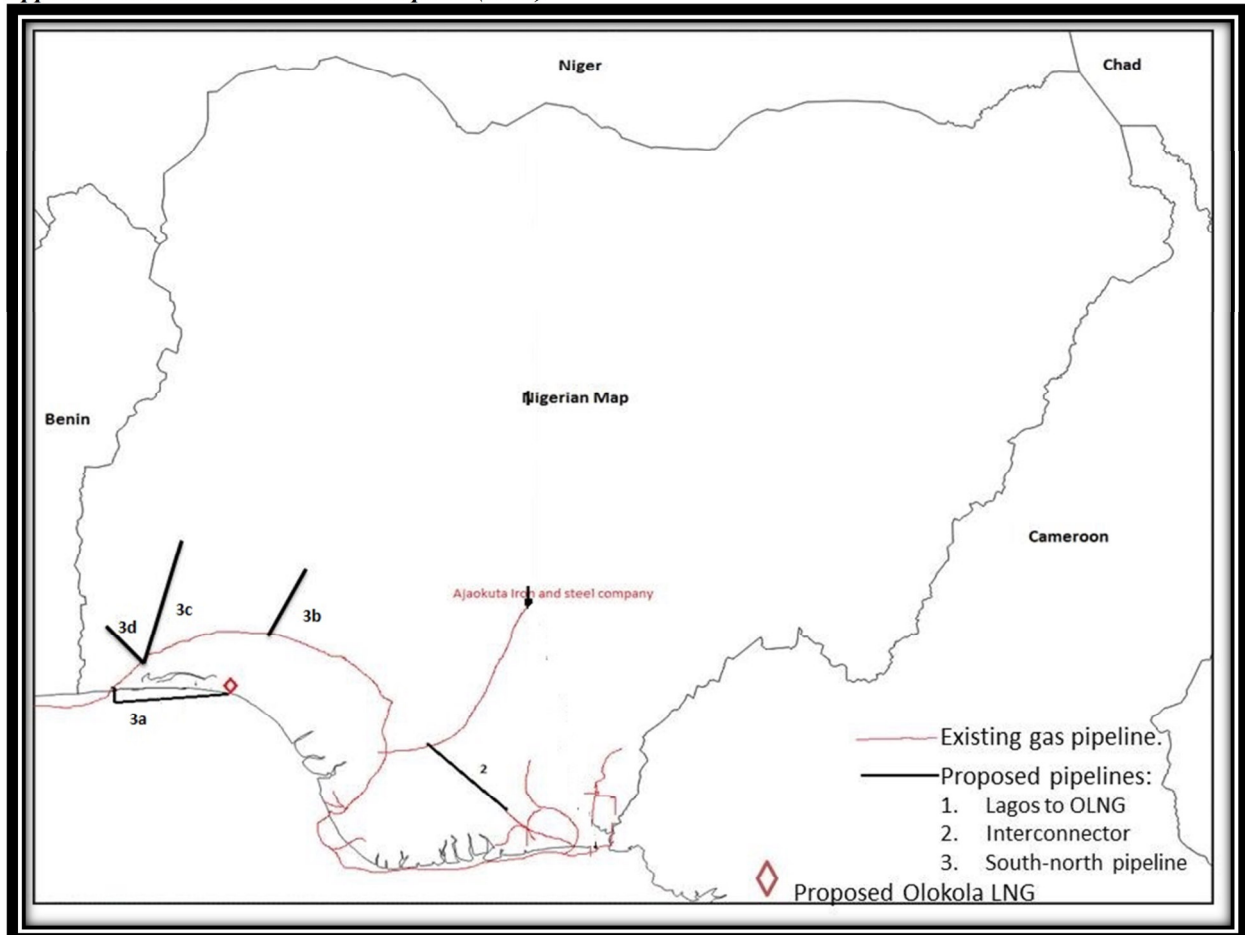 Niger
Chad
Nigerian Map
1
Benin
Cameroon
Ajaokuta Iron and steel company
3c
3b
3d
3a
2
Existing gas pipeline.
Proposed pipelines:
1. Lagos to OLNG
2. Interconnector
3. South-north pipeline
Proposed Olokola LNG